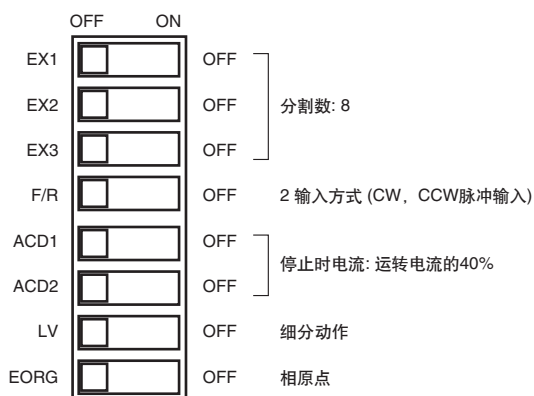 OFF ON
EX1 OFF
EX2 OFF 分割数: 8
EX3 OFF
F/R OFF 2 输入方式 (CW，CCW脉冲输入)
ACD1 OFF
停止时电流: 运转电流的40%
ACD2 OFF
LV OFF 细分动作
EORG OFF 相原点